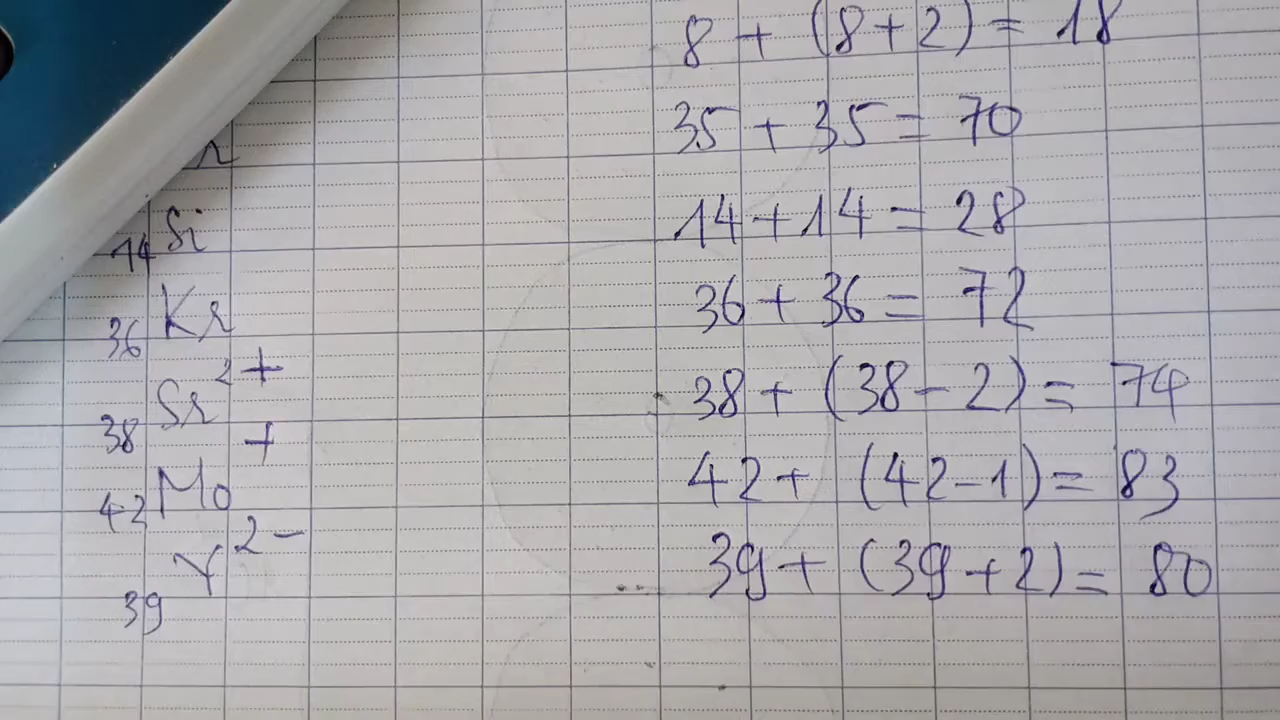 8 + (8+2) = 18
35 + 35 = 70
14 Si 14+14 = 28
36 Kr 36 + 36 = 72
38 Sr 2+ 38 + (38 - 2) = 74
42 Mo + 42 + (42-1) = 83
39 Y 2- 39 + (39 + 2) = 80